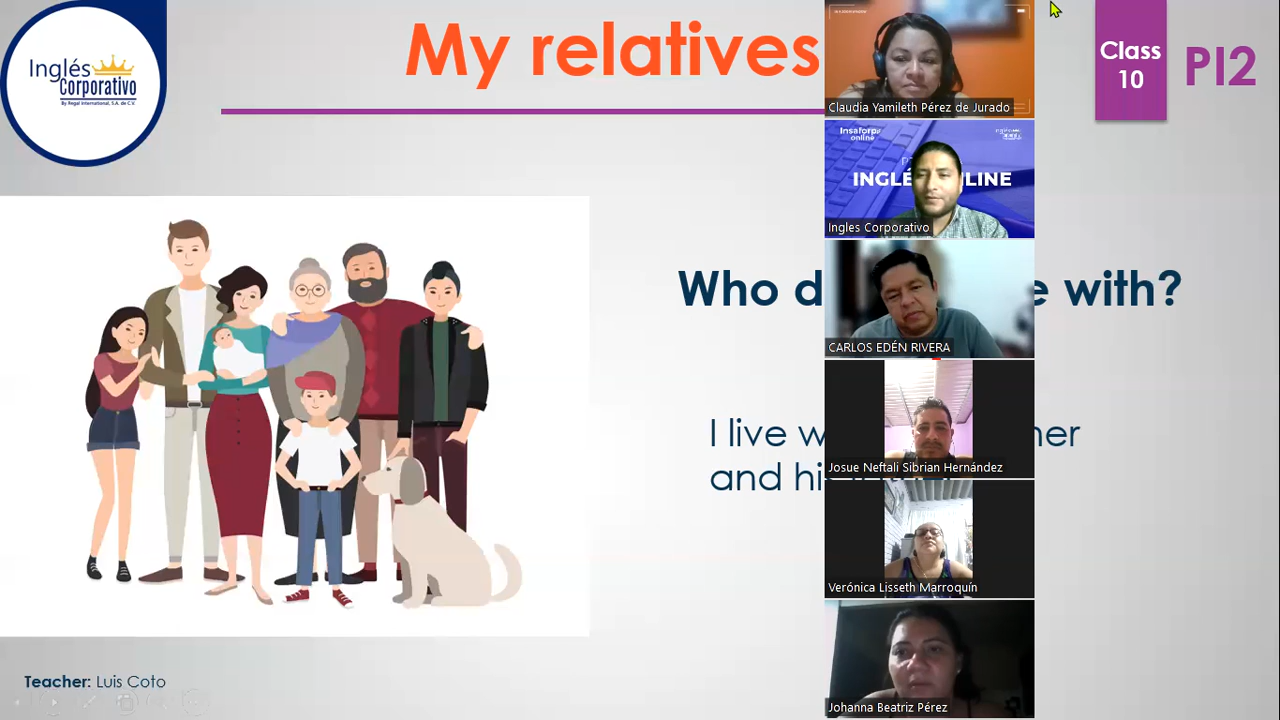 Inglés
Corporativo
By Regal International, S.A. de C.V.
My relatives
Class
10
PI2
Claudia Yamileth Pérez de Jurado
Insaforp
online
INGLÉ LINE
Ingles Corporativo
Who d e with?
CARLOS EDÉN RIVERA
I live w her
and hi
Josue Neftali Sibrian Hernández
Verónica Lisseth Marroquín
Johanna Beatriz Pérez
Teacher: Luis Coto